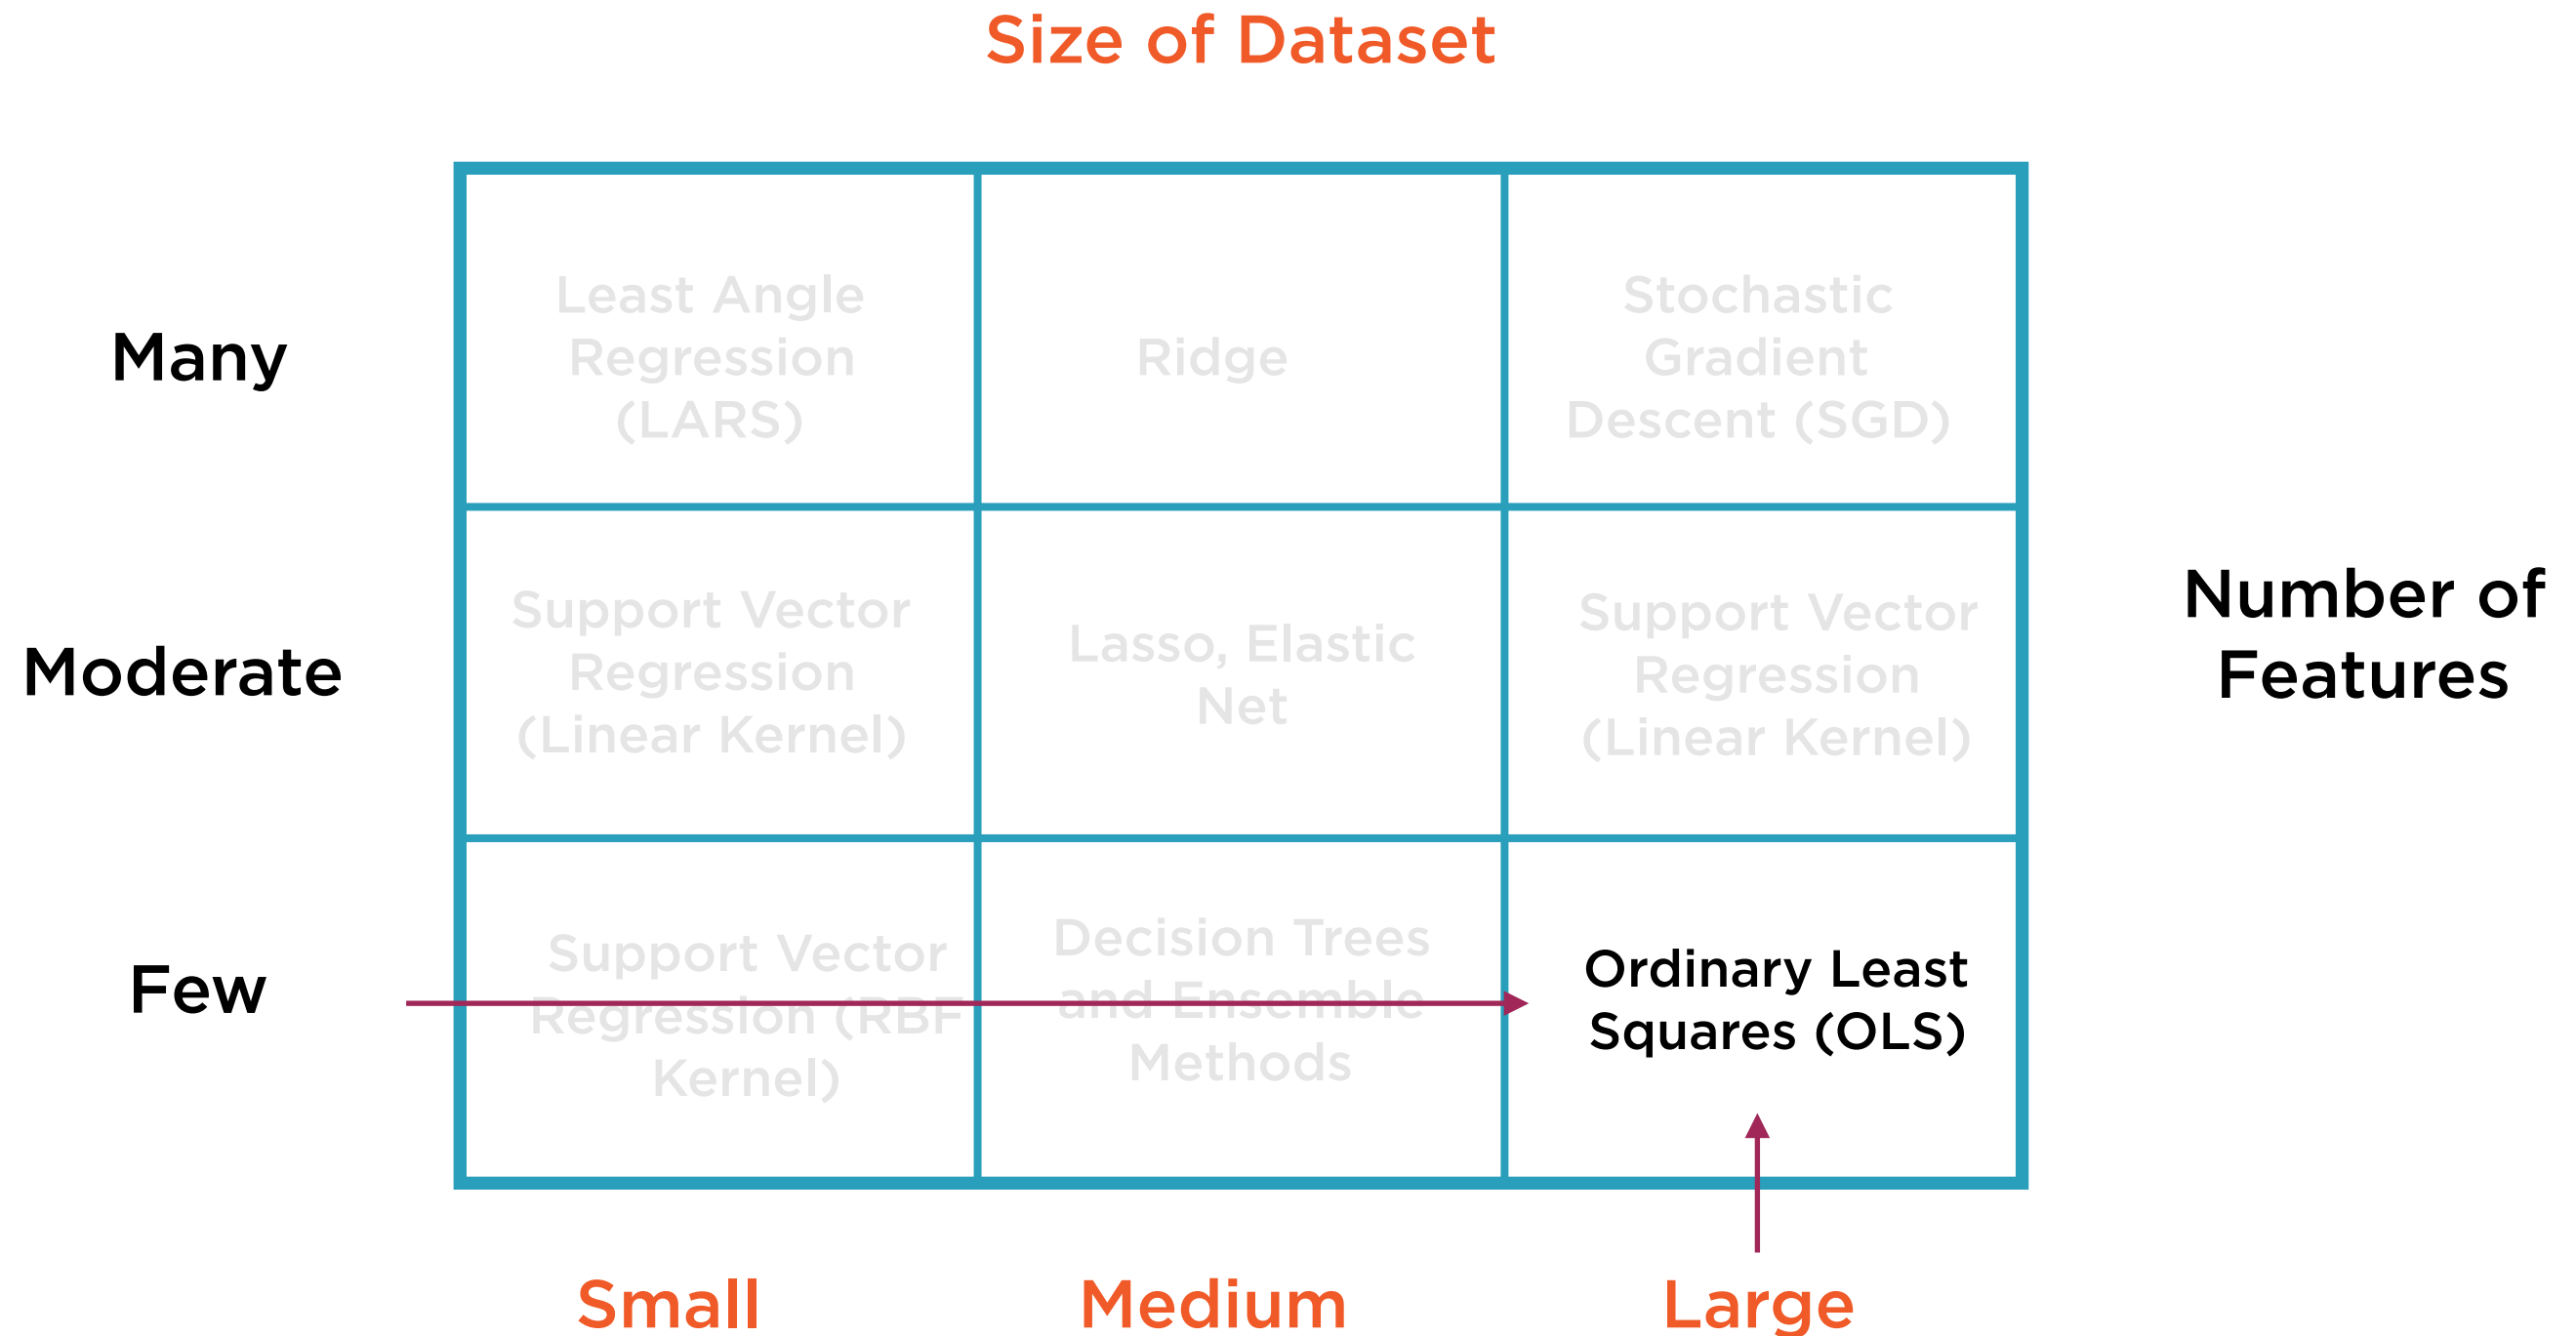 Size of Dataset
Many
Least Angle
Regression
(LARS)
Ridge
Stochastic
Gradient
Descent (SGD)
Moderate
Support Vector
Regression
(Linear Kernel)
Lasso, Elastic
Net
Support Vector
Regression
(Linear Kernel)
Number of
Features
Few
Support Vector
Regression (RBF
Kernel)
Decision Trees
and Ensemble
Methods
Ordinary Least
Squares (OLS)
Small
Medium
Large